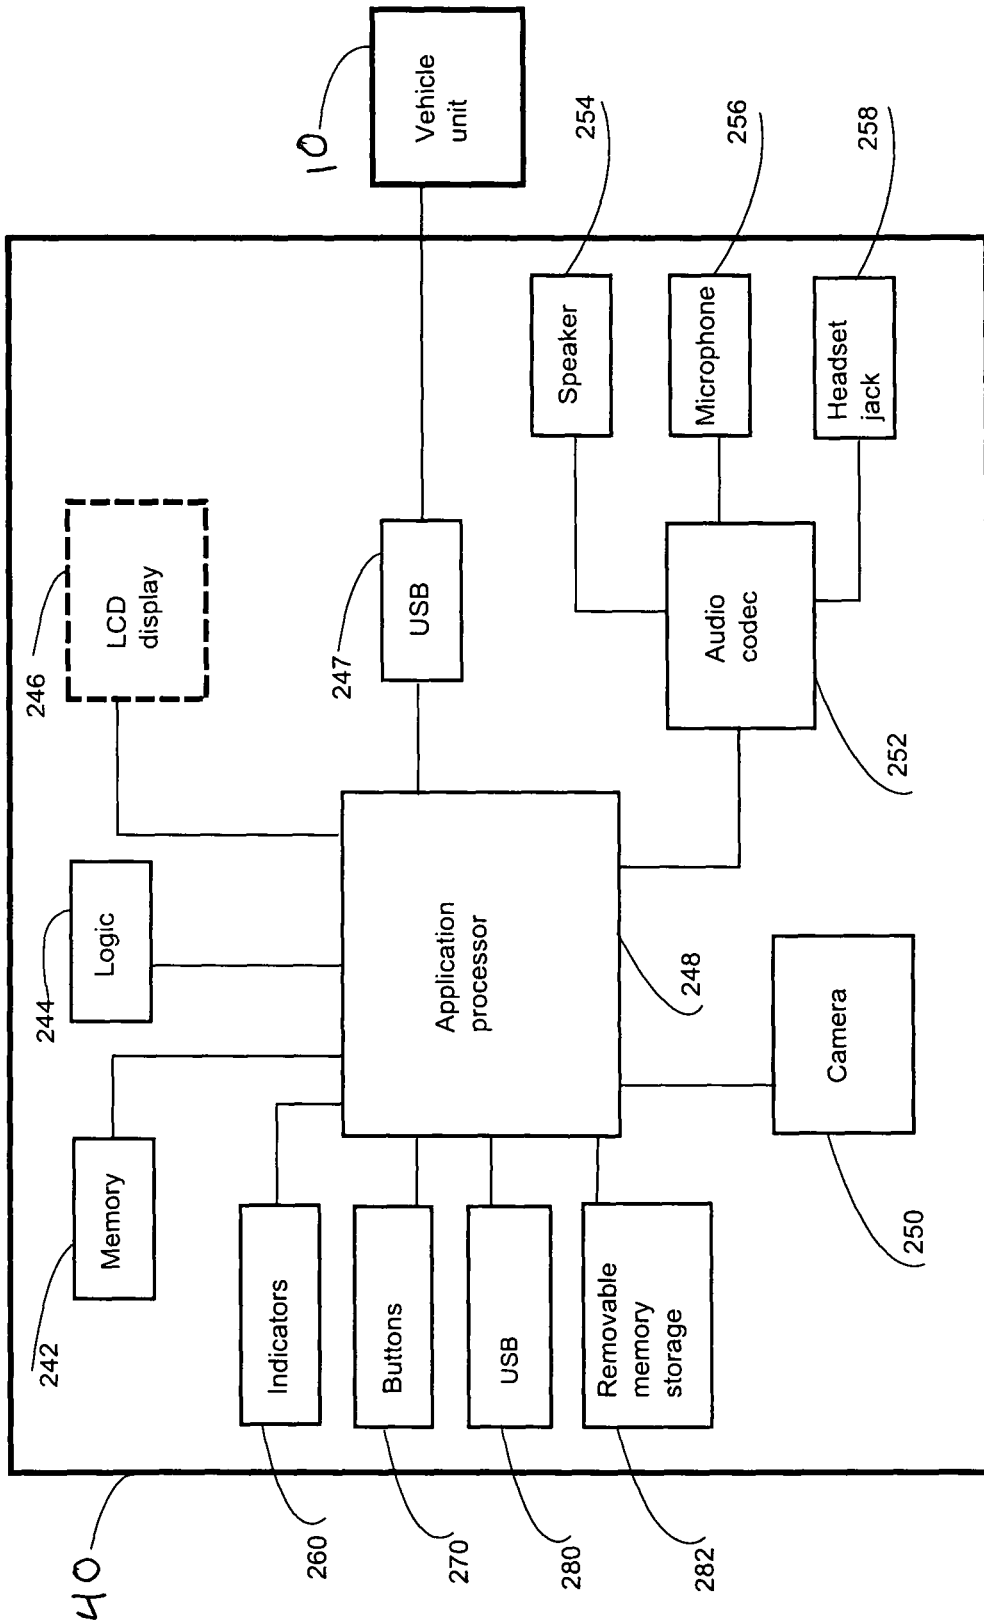 40
242
Memory
244
Logic
246
LCD
display
10
Vehicle
unit
260
Indicators
270
Buttons
280
USB
282
Removable
memory
storage
Application
processor
248
247
USB
250
Camera
252
Audio
codec
Speaker
254
Microphone
256
Headset
jack
258